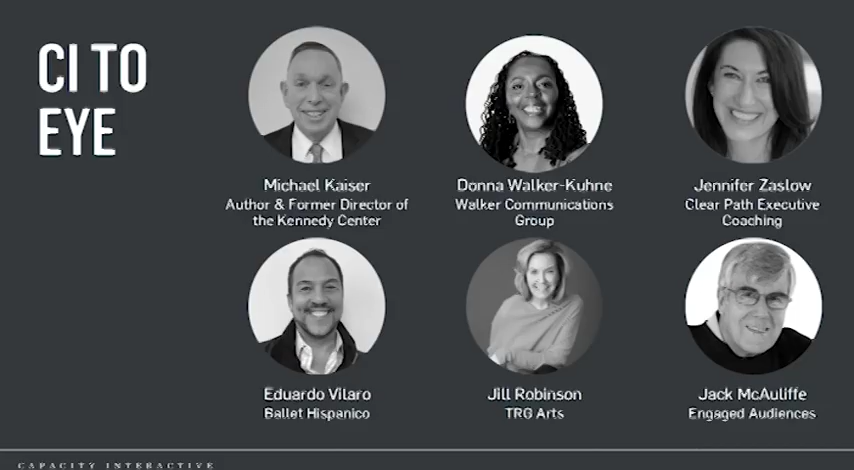 CI TO
EYE
Michael Kaiser
Author & Former Director of
the Kennedy Center
Donna Walker-Kuhne
Walker Communications
Group
Jennifer Zaslow
Clear Path Executive
Coaching
Eduardo Vilaro
Ballet Hispanico
Jill Robinson
TRG Arts
Jack McAuliffe
Engaged Audiences
CAPACITY INTERACTIVE